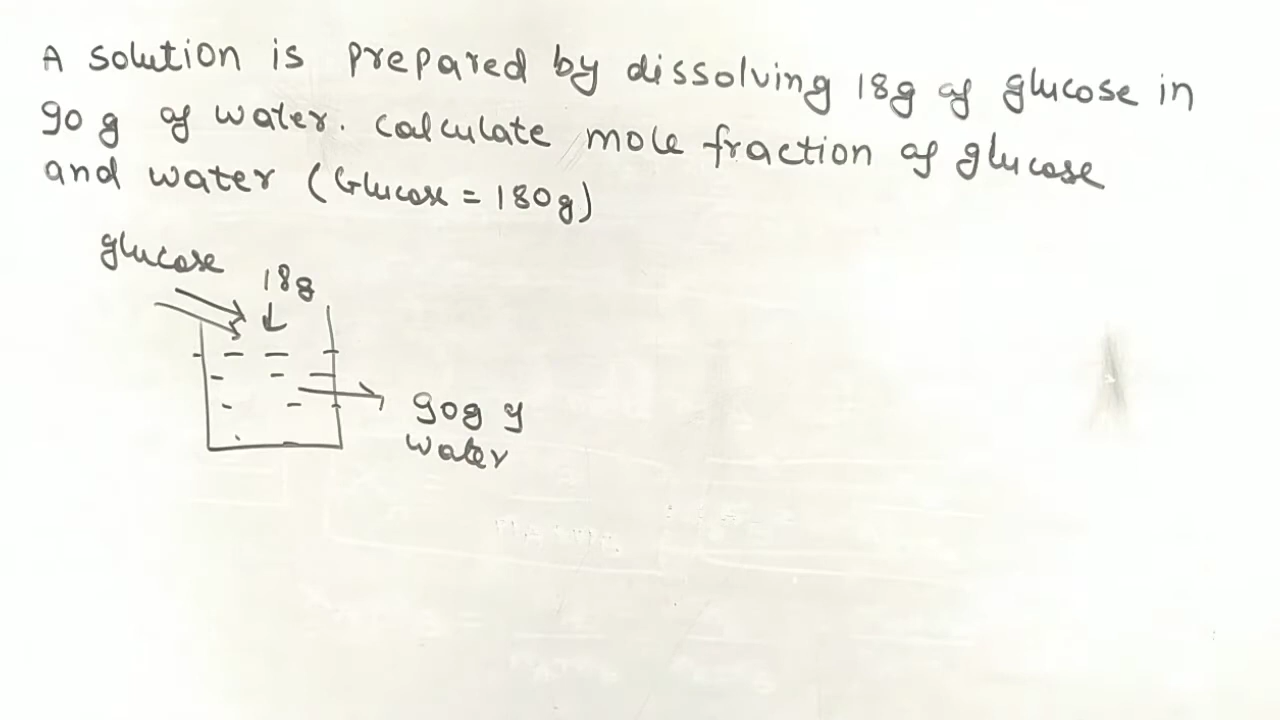 A solution is prepared by dissolving 18g of glucose in
90 g of water. Calculate mole fraction of glucose
and water (Glucose = 180g)
glucose
18g
90g of
water